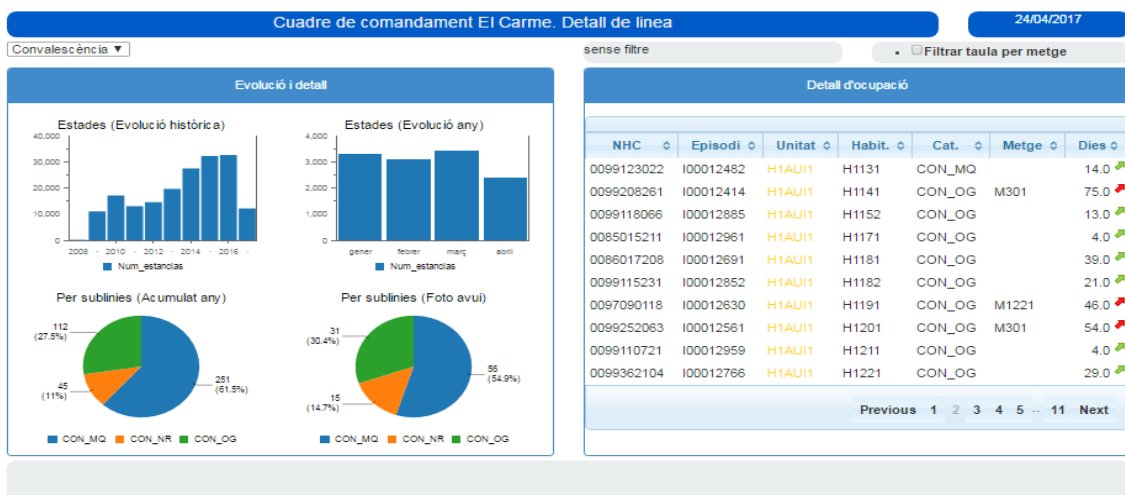 Cuadre de comandament El Carme. Detall de linea
24/04/2017
Convalescència ▼
sense filtre
• Filtrar taula per metge
Evolució i detall
Estades (Evolució històrica)
40,000
30,000
20,000
10,000
0
2008 · 2010 · 2012 · 2014 · 2016 ·
Num_estancias
Estades (Evolució any)
4,000
3,000
2,000
1,000
0
gener febrer març abril
Num_estancias
Per sublinies (Acumulat any)
112
(27.5%)
45
(11%)
251
(61.5%)
CON_MQ CON_NR CON_OG
Per sublinies (Foto avui)
31
(30.4%)
15
(14.7%)
56
(54.9%)
CON_MQ CON_NR CON_OG
Detall d'ocupació
NHC Episodi Unitat Habit. Cat. Metge Dies
0099123022 I00012482 H1AUI1 H1131 CON_MQ 14.0
0099208261 I00012414 H1AUI1 H1141 CON_OG M301 75.0
0099118066 I00012885 H1AUI1 H1152 CON_OG 13.0
0085015211 I00012961 H1AUI1 H1171 CON_OG 4.0
0086017208 I00012691 H1AUI1 H1181 CON_OG 39.0
0099115231 I00012852 H1AUI1 H1182 CON_OG 21.0
0097090118 I00012630 H1AUI1 H1191 CON_OG M1221 46.0
0099252063 I00012561 H1AUI1 H1201 CON_OG M301 54.0
0099110721 I00012959 H1AUI1 H1211 CON_OG 4.0
0099362104 I00012766 H1AUI1 H1221 CON_OG 29.0
Previous 1 2 3 4 5 .. 11 Next